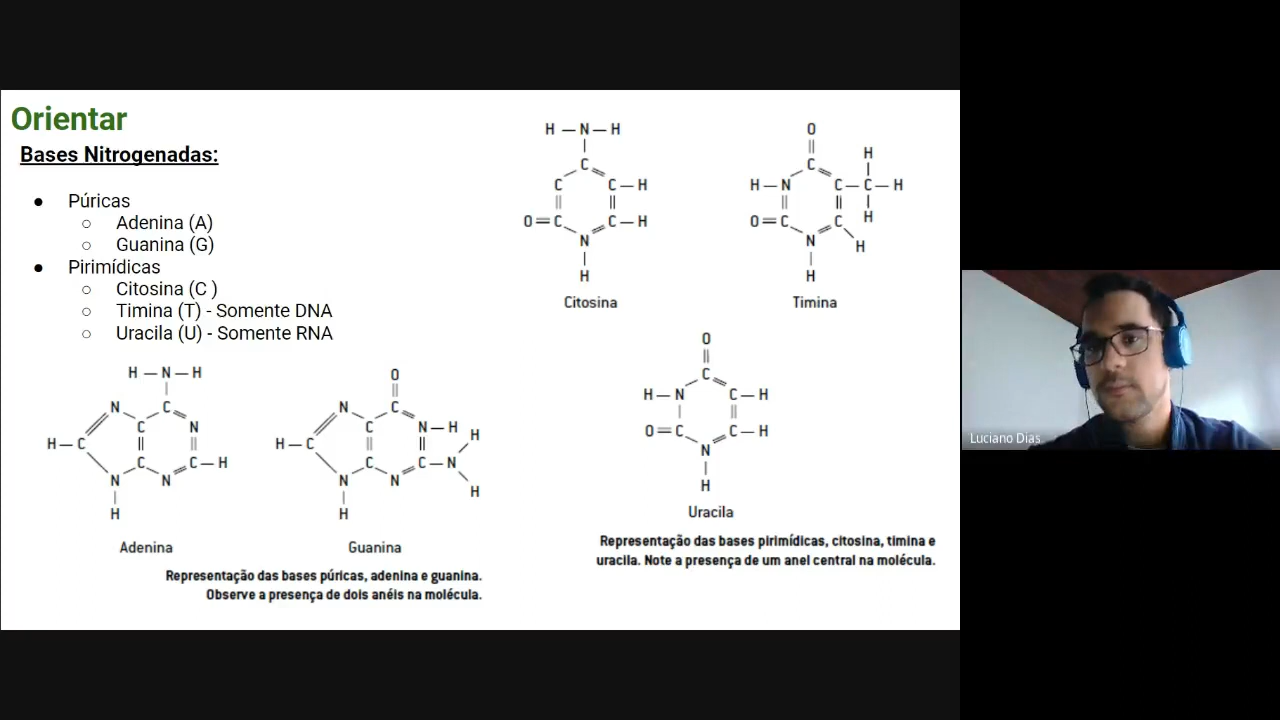 Orientar
Bases Nitrogenadas:
● Púricas
○ Adenina (A)
○ Guanina (G)
● Pirimídicas
○ Citosina (C )
○ Timina (T) - Somente DNA
○ Uracila (U) - Somente RNA
H — N — H
C
C C — H
O = C C — H
N
H
Citosina
O
C H
H — N C — C — H
O = C C H
N H
H
Timina
O
C
H — N C — H
O = C C — H
N
H
Uracila
Representação das bases pirimídicas, citosina, timina e
uracila. Note a presença de um anel central na molécula.
H — N — H
N C
C N
H — C
C C — H
N N
H
Adenina
O
N C
C N — H H
H — C
C C — N
N N H
H
Guanina
Representação das bases púricas, adenina e guanina.
Observe a presença de dois anéis na molécula.
Luciano Dias